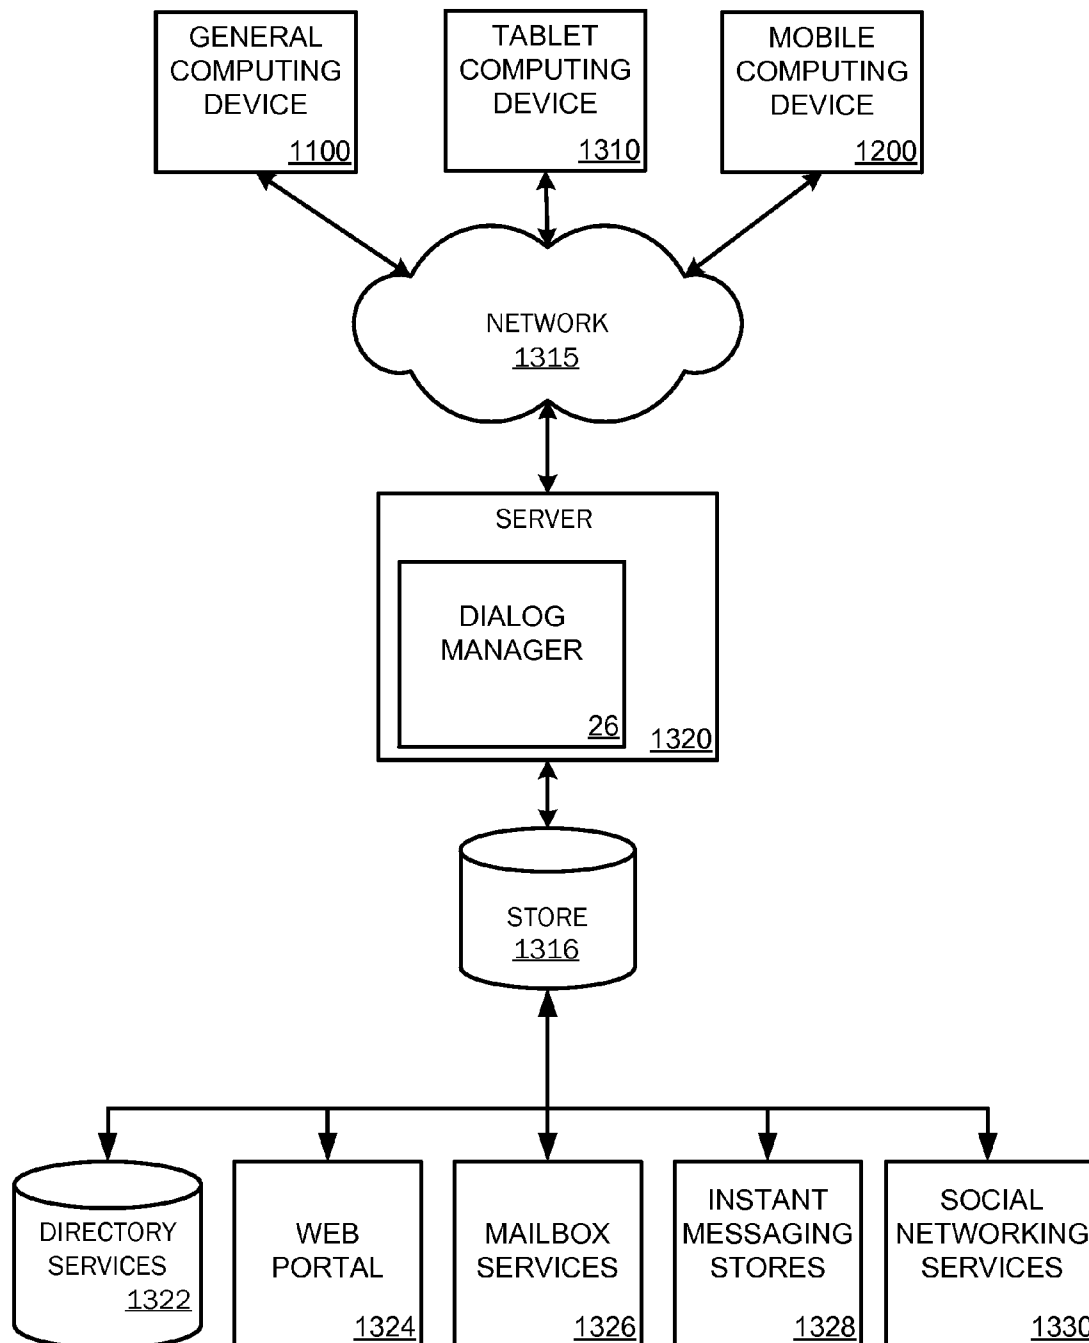 GENERAL
COMPUTING
DEVICE
1100
TABLET
COMPUTING
DEVICE
1310
MOBILE
COMPUTING
DEVICE
1200
NETWORK
1315
SERVER
DIALOG
MANAGER
26
1320
STORE
1316
DIRECTORY
SERVICES
1322
WEB
PORTAL
1324
MAILBOX
SERVICES
1326
INSTANT
MESSAGING
STORES
1328
SOCIAL
NETWORKING
SERVICES
1330